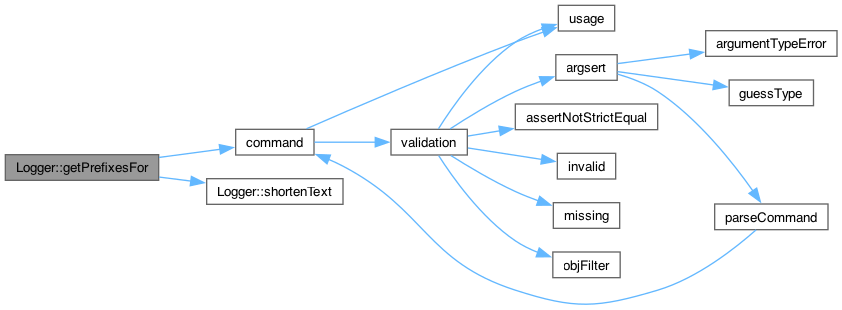 usage
argumentTypeError
argsert
guessType
assertNotStrictEqual
command
validation
Logger::getPrefixesFor
invalid
Logger::shortenText
missing
parseCommand
objFilter